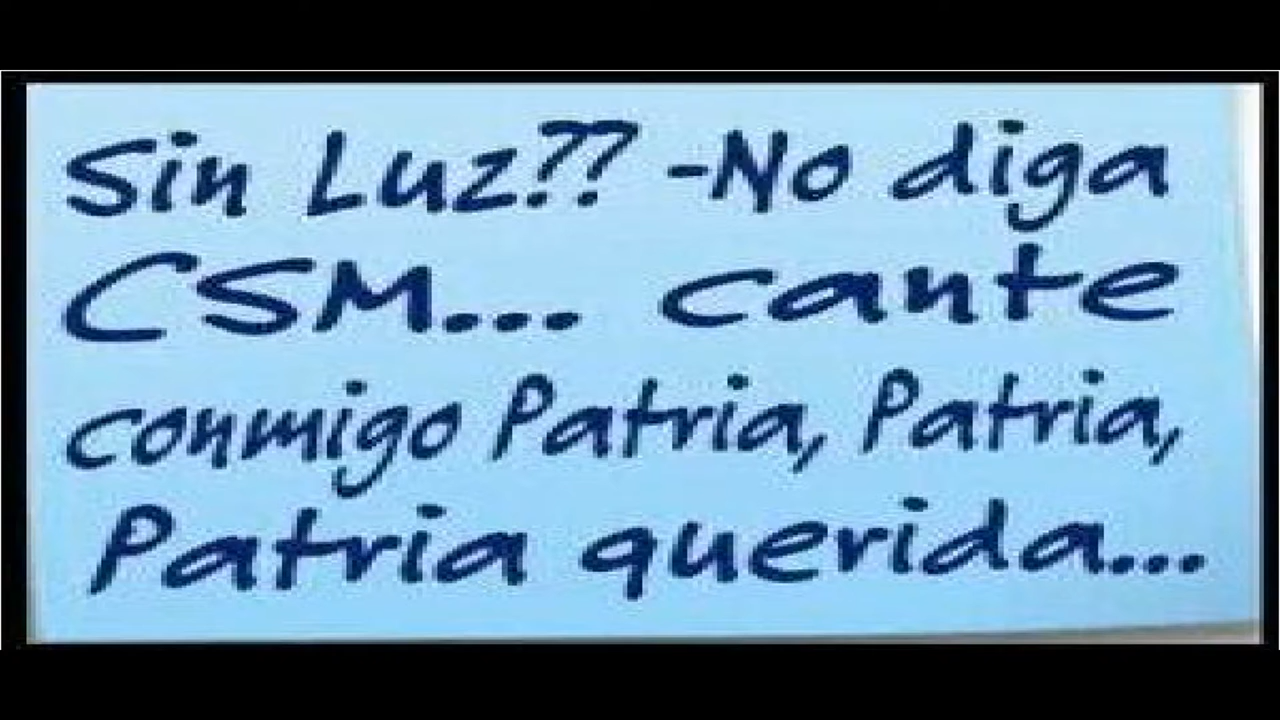 Sin Luz?? -No diga
CSM... cante
conmigo Patria, Patria,
Patria querida...